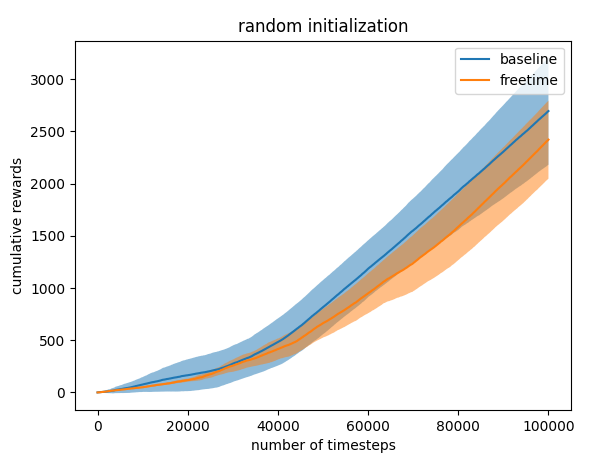 random initialization
baseline
freetime
cumulative rewards
3000
2500
2000
1500
1000
500
0
0 20000 40000 60000 80000 100000
number of timesteps